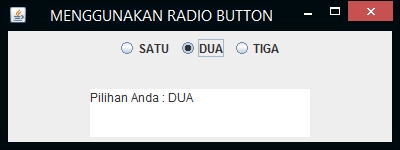 MENGGUNAKAN RADIO BUTTON
SATU DUA TIGA
Pilihan Anda : DUA